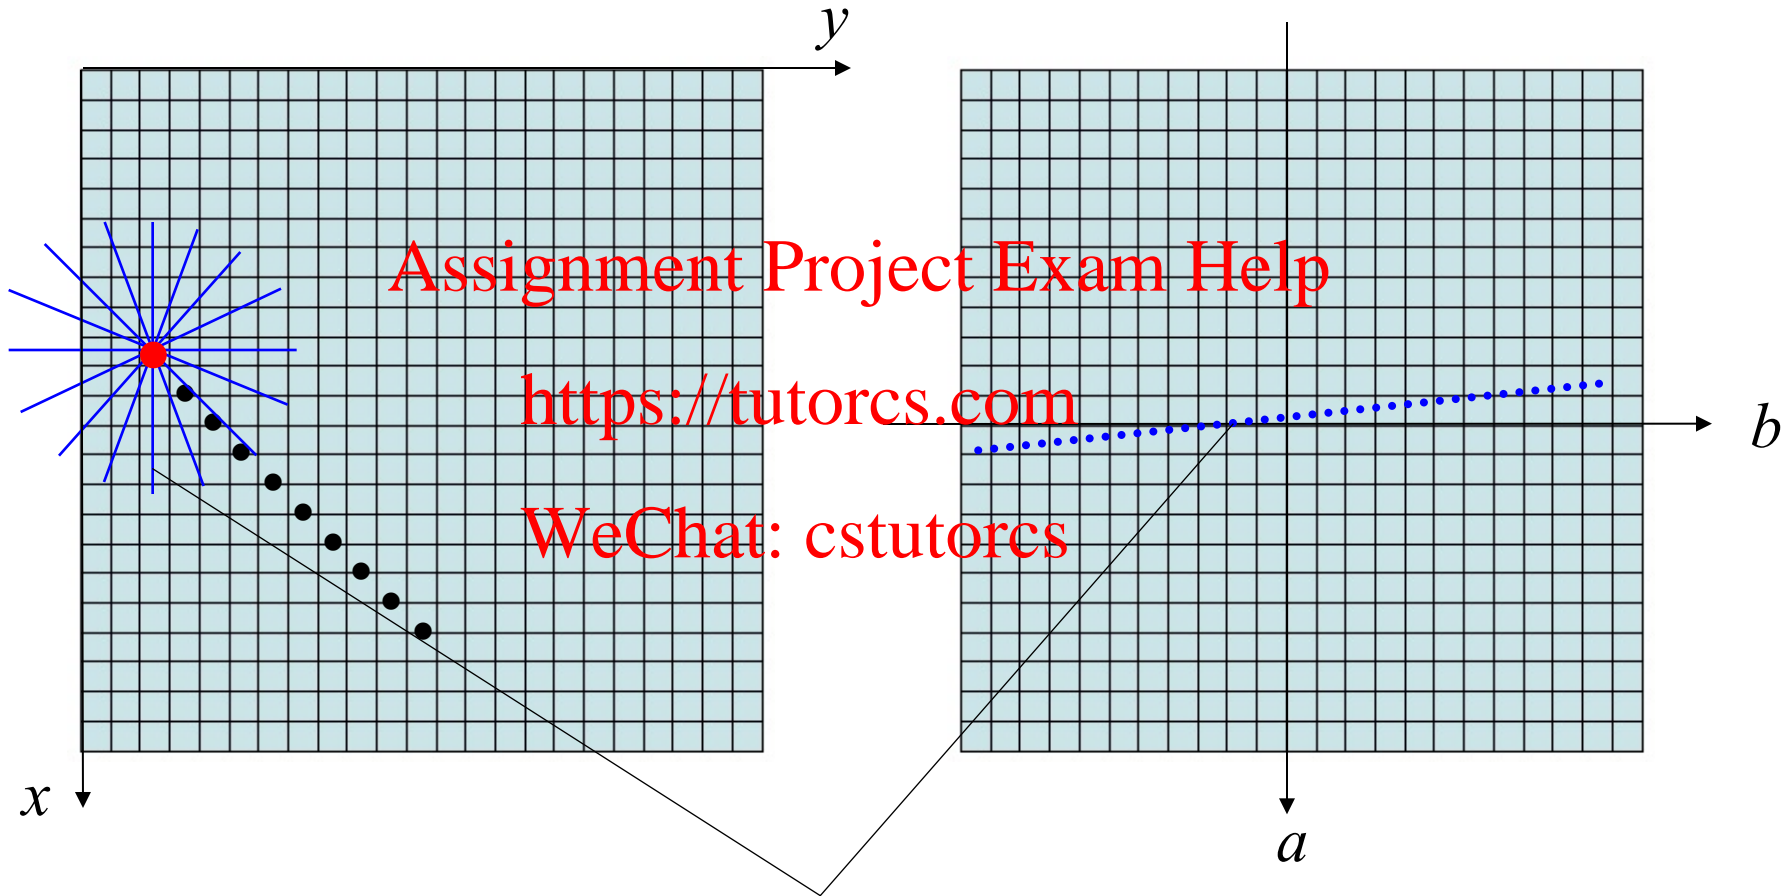 y
Assignment Project Exam Help
https://tutorcs.com
b
WeChat: cstutorcs
x
a